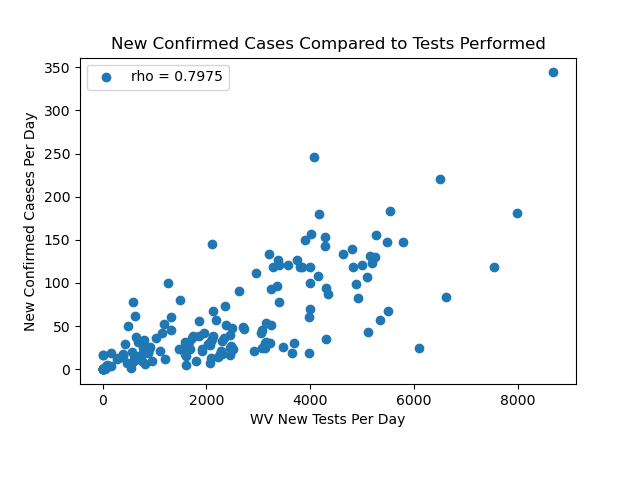 New Confirmed Cases Compared to Tests Performed
rho = 0.7975
New Confirmed Caeses Per Day
350
300
250
200
150
100
50
0
0 2000 4000 6000 8000
WV New Tests Per Day